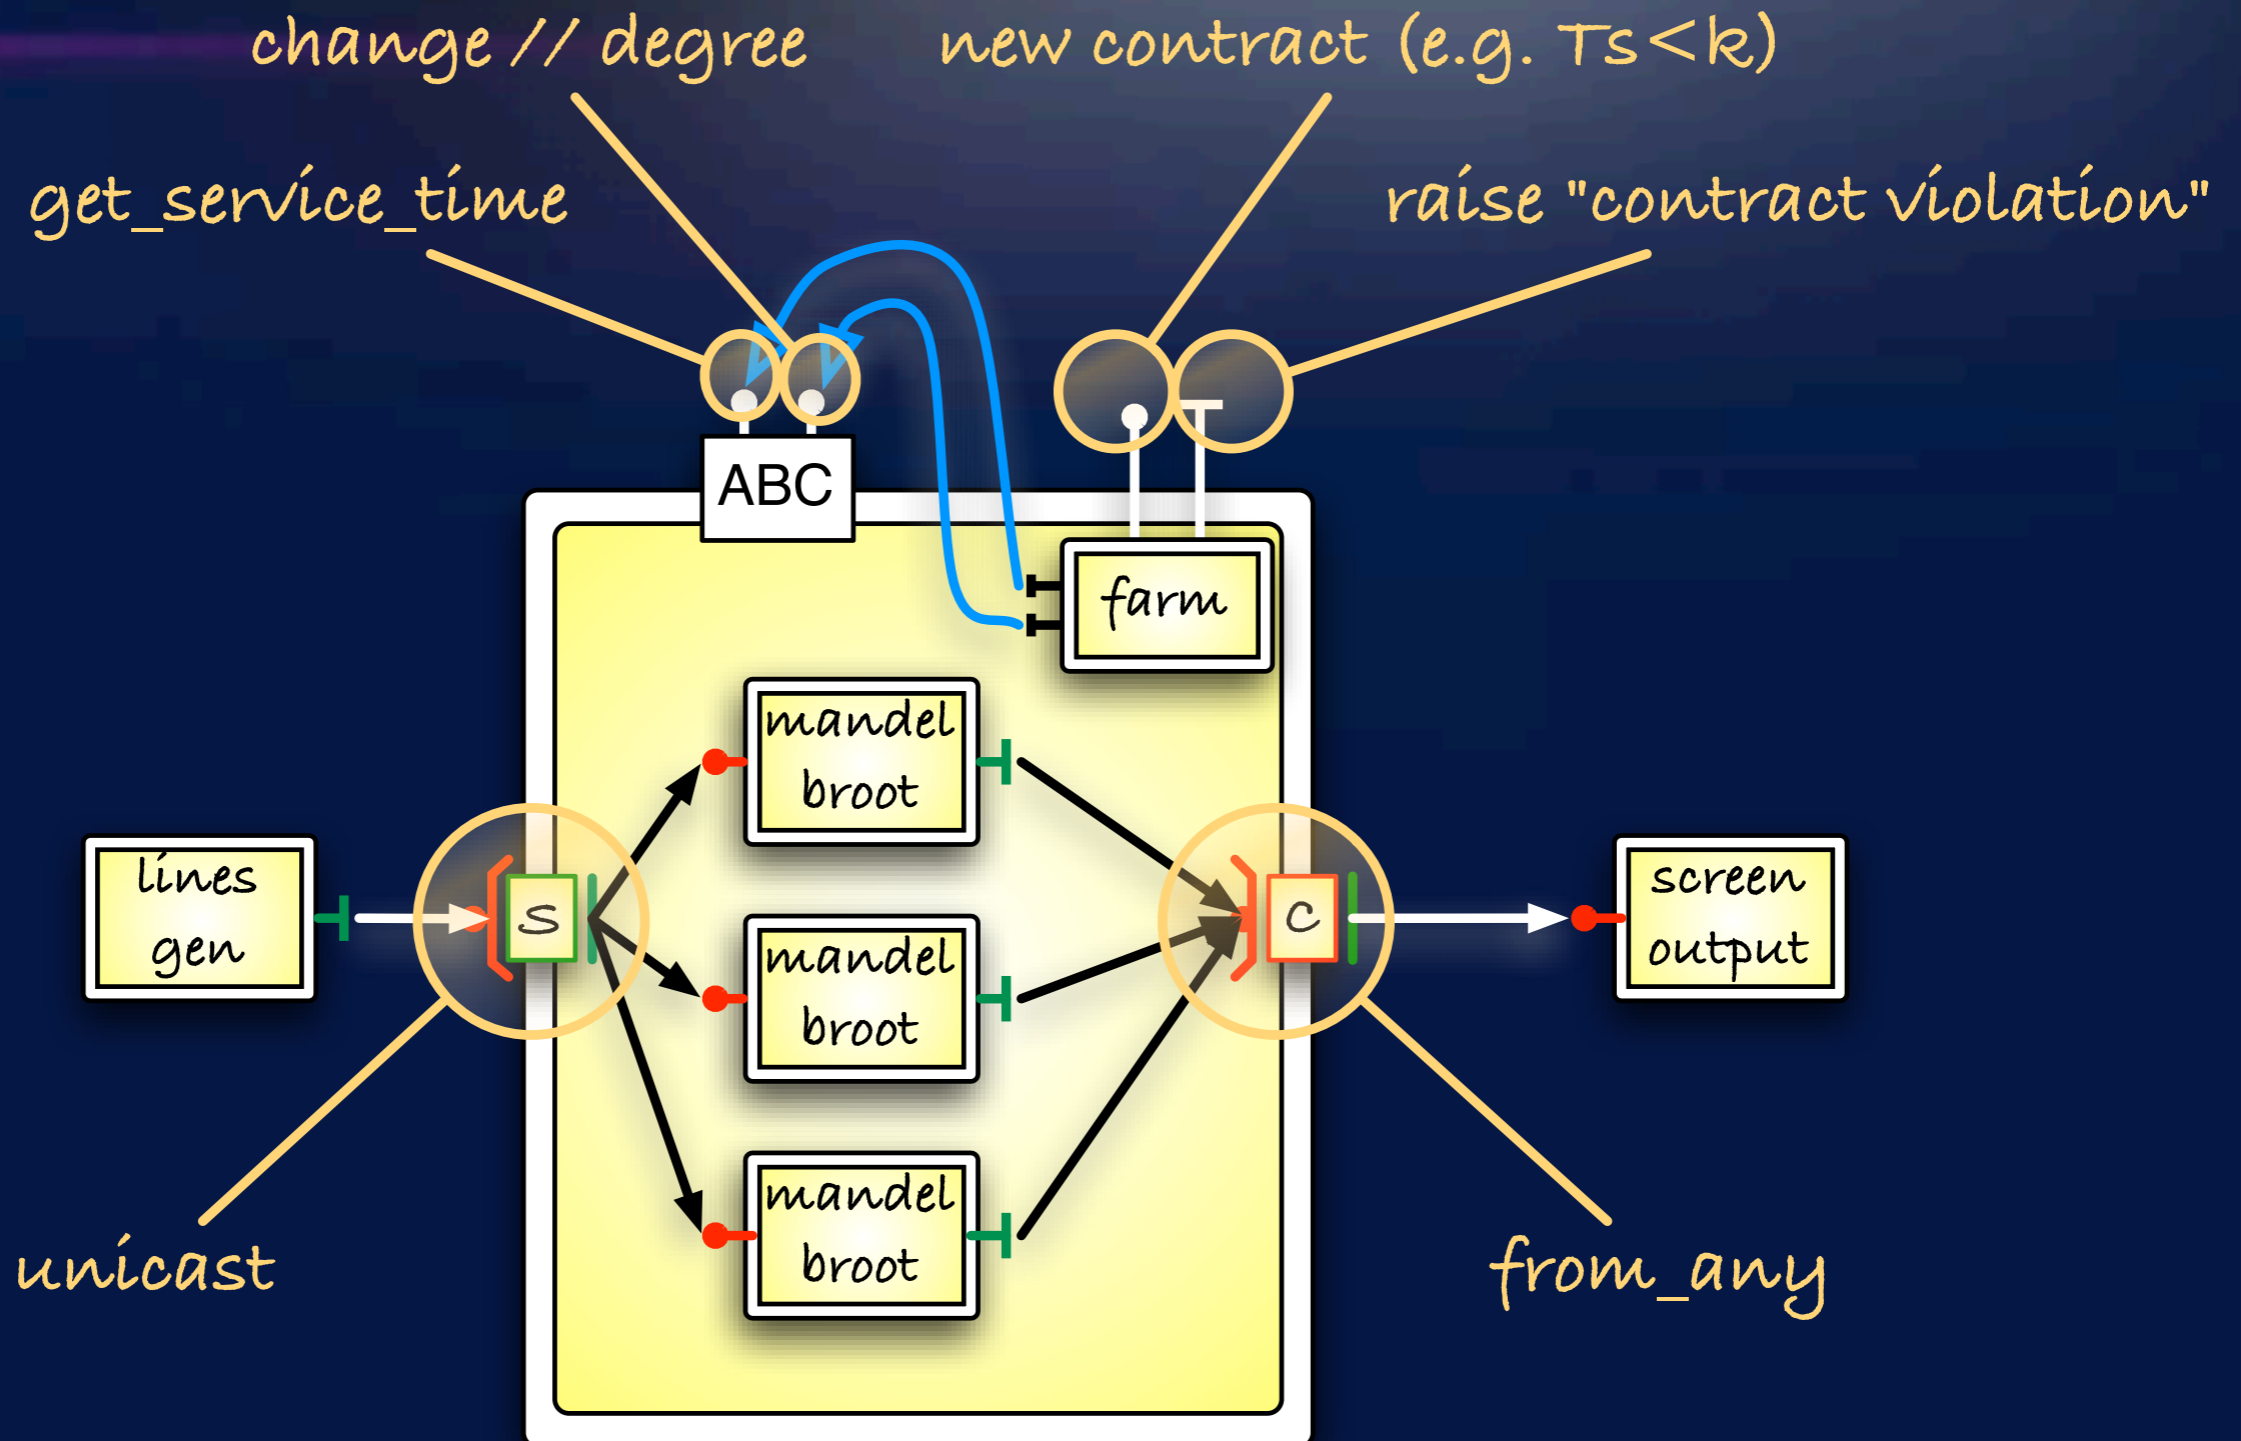 change // degree
new contract (e.g. Ts<k)
get_service_time
raise "contract violation"
ABC
farm
mandel
broot
lines
gen
S
mandel
broot
C
screen
output
mandel
broot
unicast
from_any